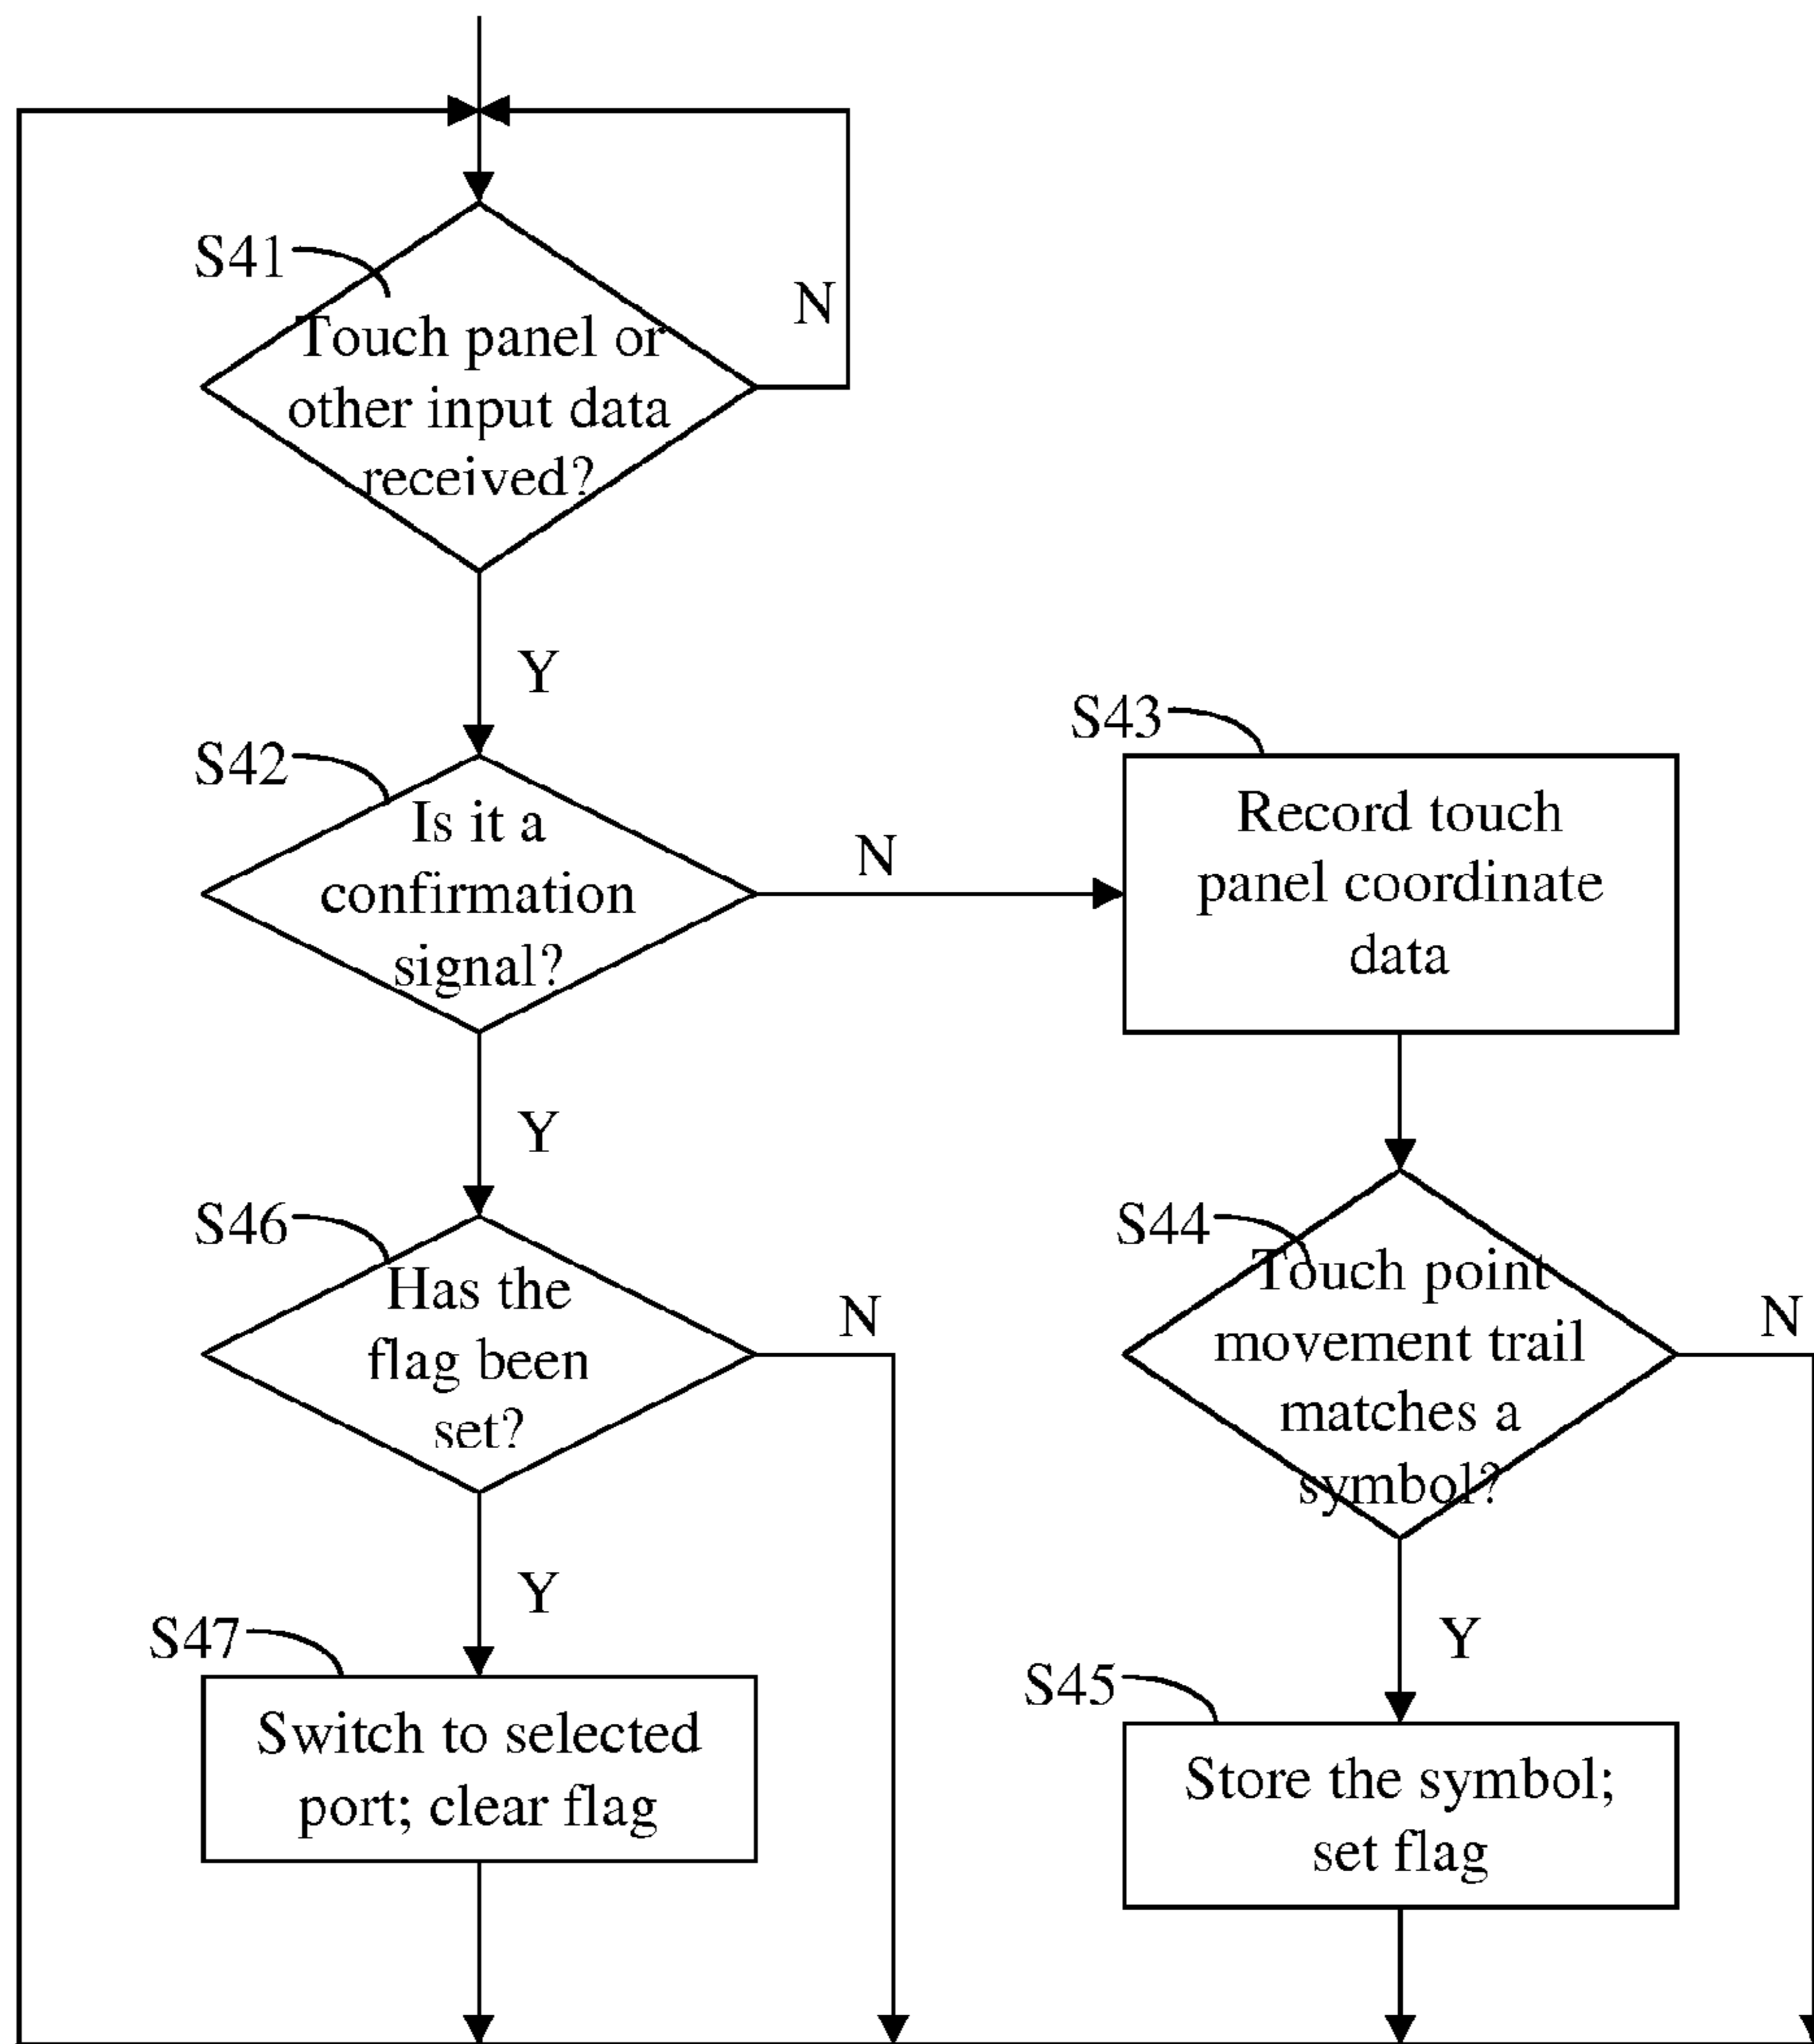 S41
Touch panel or
other input data
received?
N
Y
S42
Is it a
confirmation
signal?
N
S43
Record touch
panel coordinate
data
Y
S46
Has the
flag been
set?
N
S44
Touch point
movement trail
matches a
symbol?
N
Y
S47
Switch to selected
port; clear flag
Y
S45
Store the symbol;
set flag